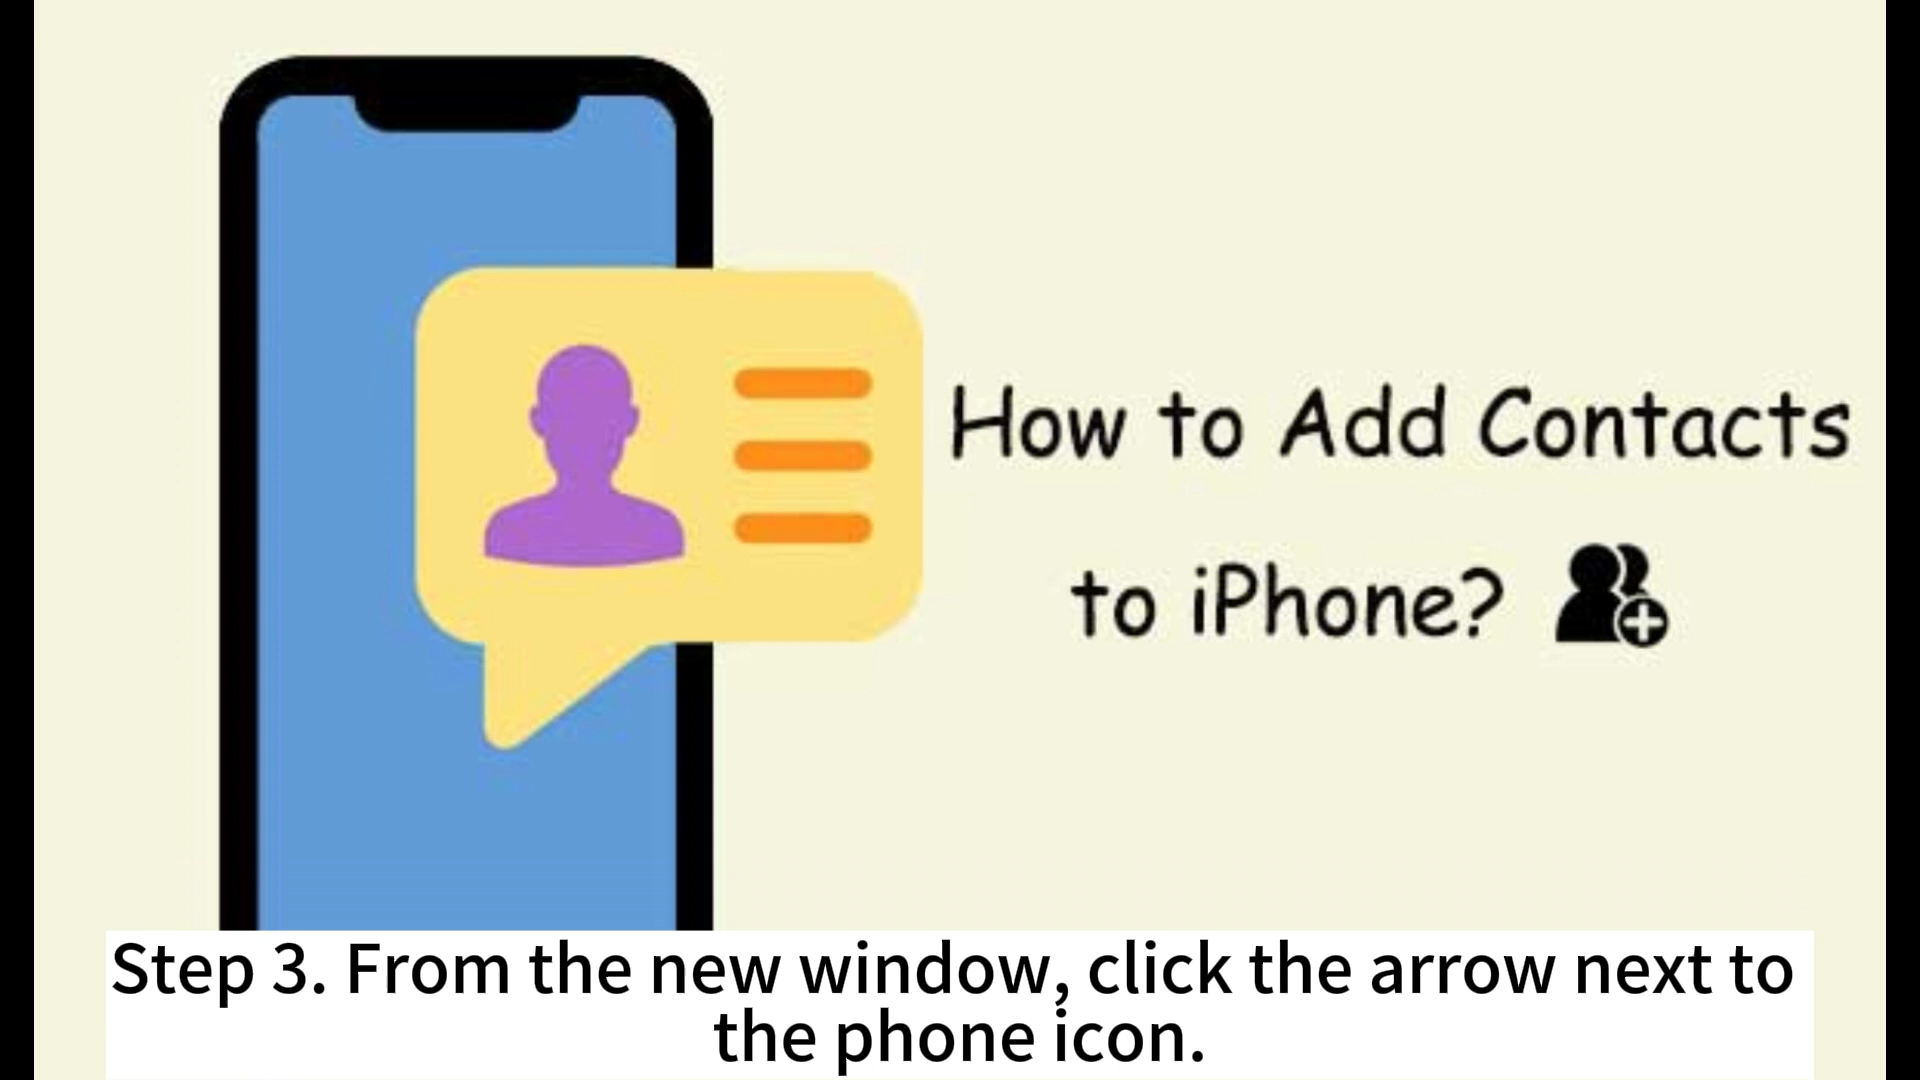 How to Add Contacts
to iPhone?
Step 3. From the new window, click the arrow next to
the phone icon.